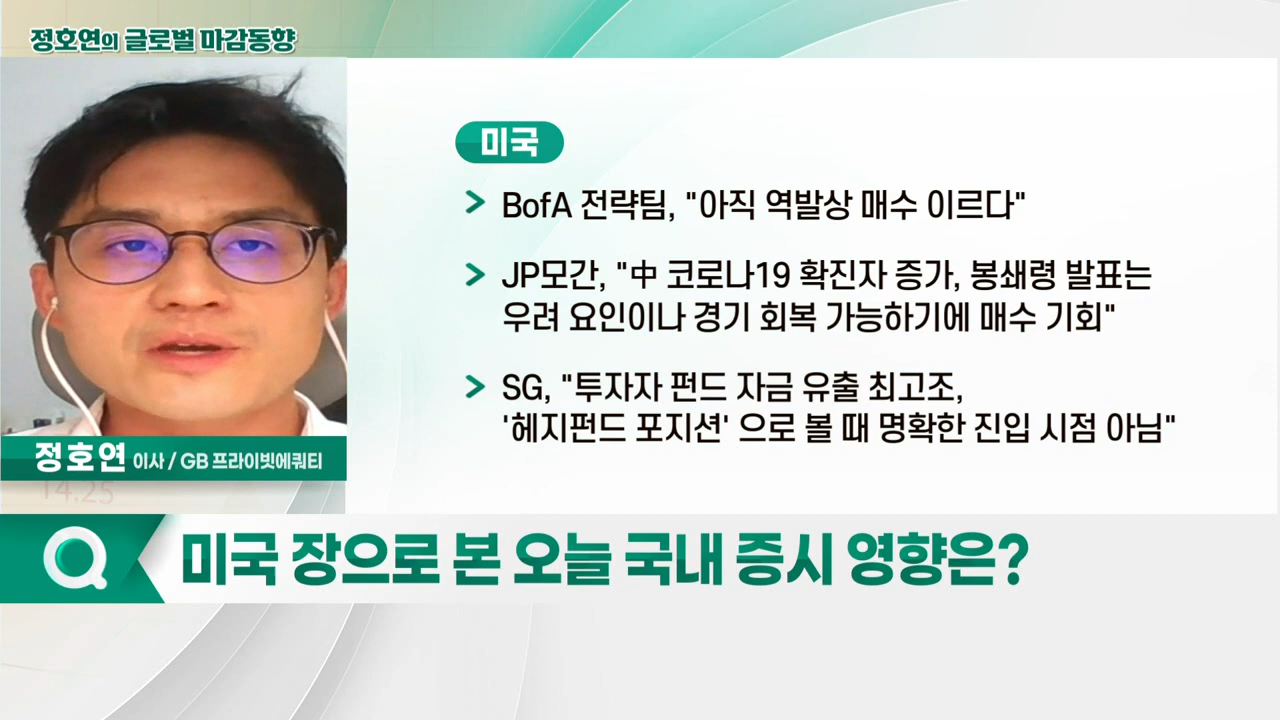 정호연의 글로벌 마감동향
미국
BofA 전략팀, "아직 역발상 매수 이르다"
JP모간, "中 코로나19 확진자 증가, 봉쇄령 발표는
우려 요인이나 경기 회복 가능하기에 매수 기회"
SG, "투자자 펀드 자금 유출 최고조,
'헤지펀드 포지션' 으로 볼 때 명확한 진입 시점 아님"
정호연 이사 / GB 프라이빗에쿼티
14.25
Q 미국 장으로 본 오늘 국내 증시 영향은?